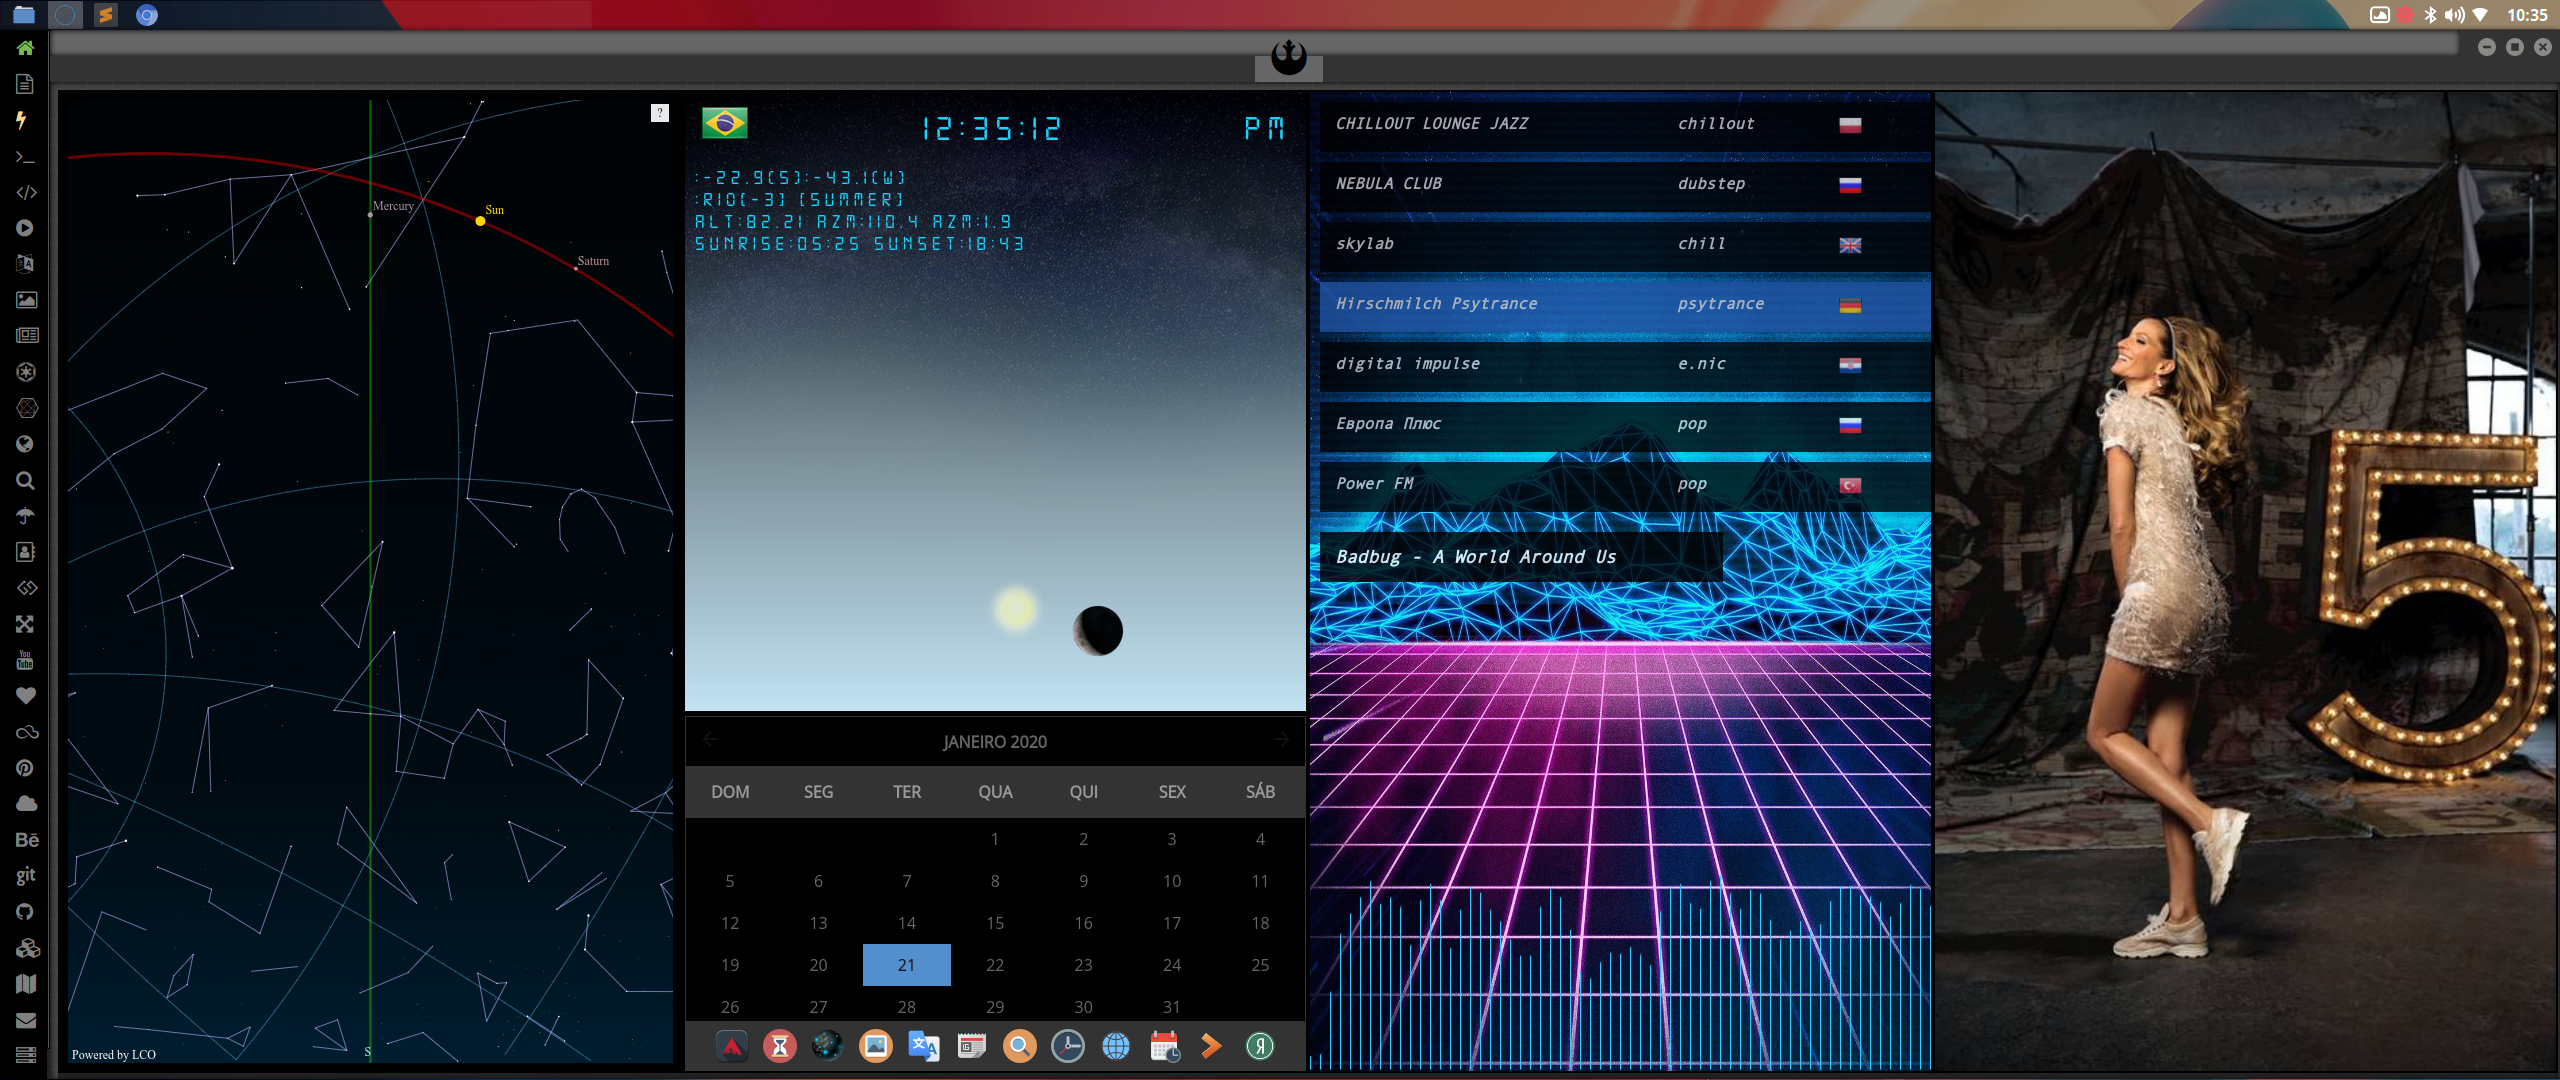 10:35
?
Mercury
Sun
Saturn
S
Powered by LCO
You
Tube
Bē
git
12:35:12 PM
:-22.9(S):-43.1(W)
:RIO(-3) (SUMMER)
ALT:82.21 AZM:110.4 AZM:1.9
SUNRISE:05:25 SUNSET:18:43
JANEIRO 2020
DOM SEG TER QUA QUI SEX SÁB
1 2 3 4
5 6 7 8 9 10 11
12 13 14 15 16 17 18
19 20 21 22 23 24 25
26 27 28 29 30 31
CHILLOUT LOUNGE JAZZ chillout
NEBULA CLUB dubstep
skylab chill
Hirschmilch Psytrance psytrance
digital impulse e.nic
Европа Плюс pop
Power FM pop
Badbug - A World Around Us
5